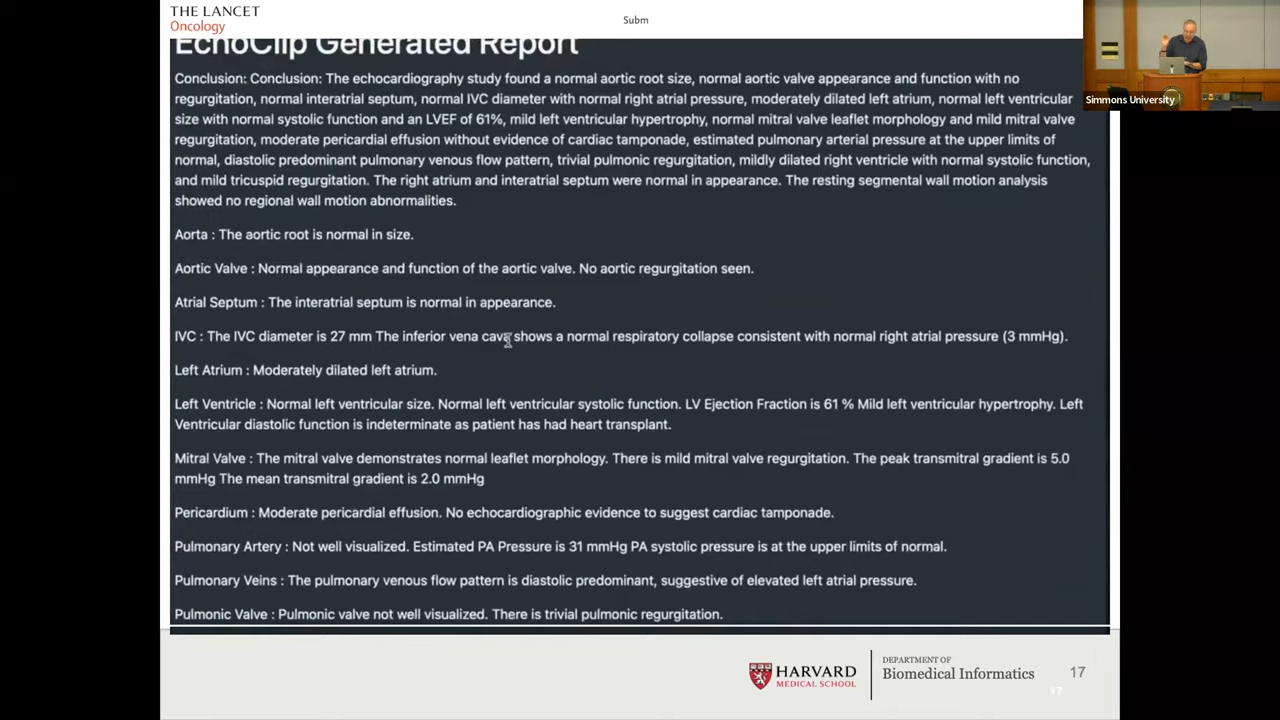 THE LANCET
Oncology
Subm
EchoClip Generated Report
Simmons University
Conclusion: Conclusion: The echocardiography study found a normal aortic root size, normal aortic valve appearance and function with no
regurgitation, normal interatrial septum, normal IVC diameter with normal right atrial pressure, moderately dilated left atrium, normal left ventricular
size with normal systolic function and an LVEF of 61%, mild left ventricular hypertrophy, normal mitral valve leaflet morphology and mild mitral valve
regurgitation, moderate pericardial effusion without evidence of cardiac tamponade, estimated pulmonary arterial pressure at the upper limits of
normal, diastolic predominant pulmonary venous flow pattern, trivial pulmonic regurgitation, mildly dilated right ventricle with normal systolic function,
and mild tricuspid regurgitation. The right atrium and interatrial septum were normal in appearance. The resting segmental wall motion analysis
showed no regional wall motion abnormalities.
Aorta : The aortic root is normal in size.
Aortic Valve : Normal appearance and function of the aortic valve. No aortic regurgitation seen.
Atrial Septum : The interatrial septum is normal in appearance.
IVC : The IVC diameter is 27 mm The inferior vena cava shows a normal respiratory collapse consistent with normal right atrial pressure (3 mmHg).
Left Atrium : Moderately dilated left atrium.
Left Ventricle : Normal left ventricular size. Normal left ventricular systolic function. LV Ejection Fraction is 61 % Mild left ventricular hypertrophy. Left
Ventricular diastolic function is indeterminate as patient has had heart transplant.
Mitral Valve : The mitral valve demonstrates normal leaflet morphology. There is mild mitral valve regurgitation. The peak transmitral gradient is 5.0
mmHg The mean transmitral gradient is 2.0 mmHg
Pericardium : Moderate pericardial effusion. No echocardiographic evidence to suggest cardiac tamponade.
Pulmonary Artery : Not well visualized. Estimated PA Pressure is 31 mmHg PA systolic pressure is at the upper limits of normal.
Pulmonary Veins : The pulmonary venous flow pattern is diastolic predominant, suggestive of elevated left atrial pressure.
Pulmonic Valve : Pulmonic valve not well visualized. There is trivial pulmonic regurgitation.
HARVARD
MEDICAL SCHOOL
DEPARTMENT OF
Biomedical Informatics
17
17